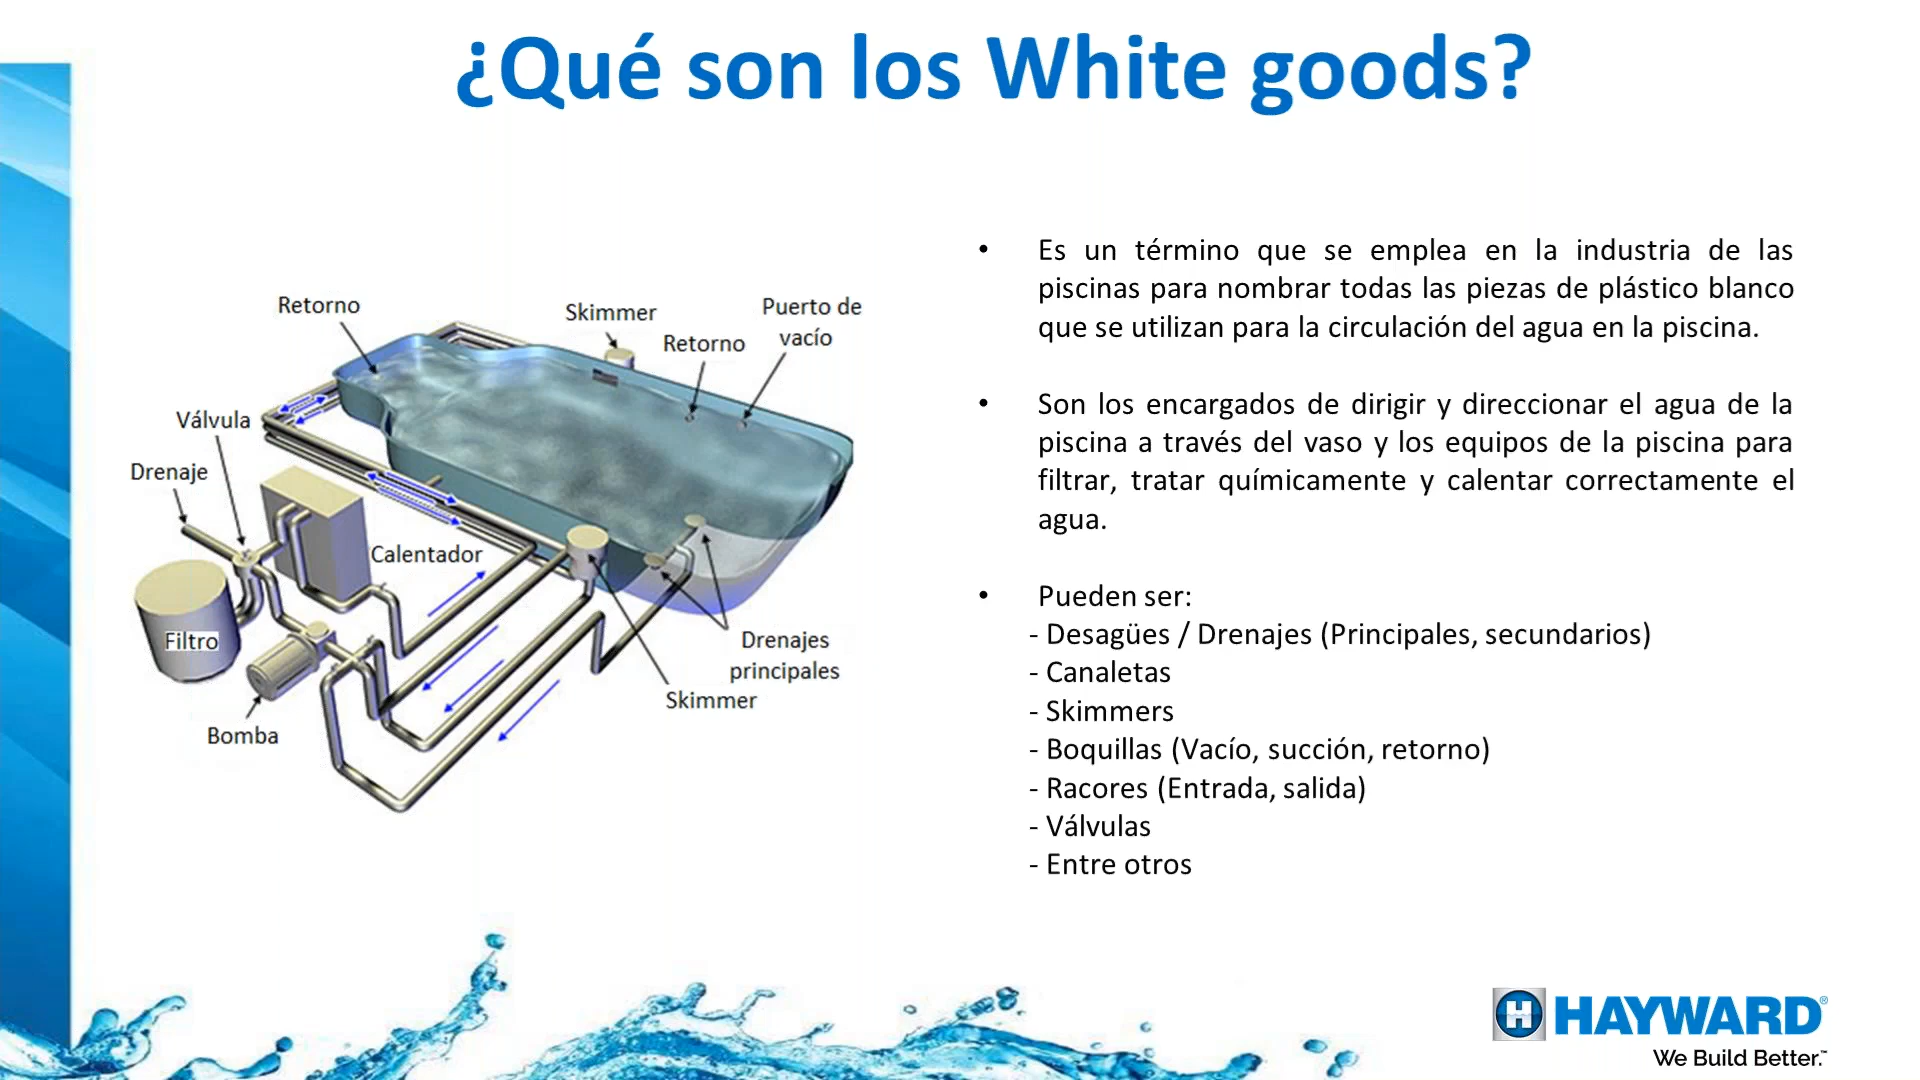 ¿Qué son los White goods?
Retorno
Skimmer
Puerto de
vacío
Retorno
Válvula
Drenaje
Calentador
Filtro
Drenajes
principales
Skimmer
Bomba
• Es un término que se emplea en la industria de las
piscinas para nombrar todas las piezas de plástico blanco
que se utilizan para la circulación del agua en la piscina.
• Son los encargados de dirigir y direccionar el agua de la
piscina a través del vaso y los equipos de la piscina para
filtrar, tratar químicamente y calentar correctamente el
agua.
• Pueden ser:
- Desagües / Drenajes (Principales, secundarios)
- Canaletas
- Skimmers
- Boquillas (Vacío, succión, retorno)
- Racores (Entrada, salida)
- Válvulas
- Entre otros
H HAYWARD®
We Build Better.™